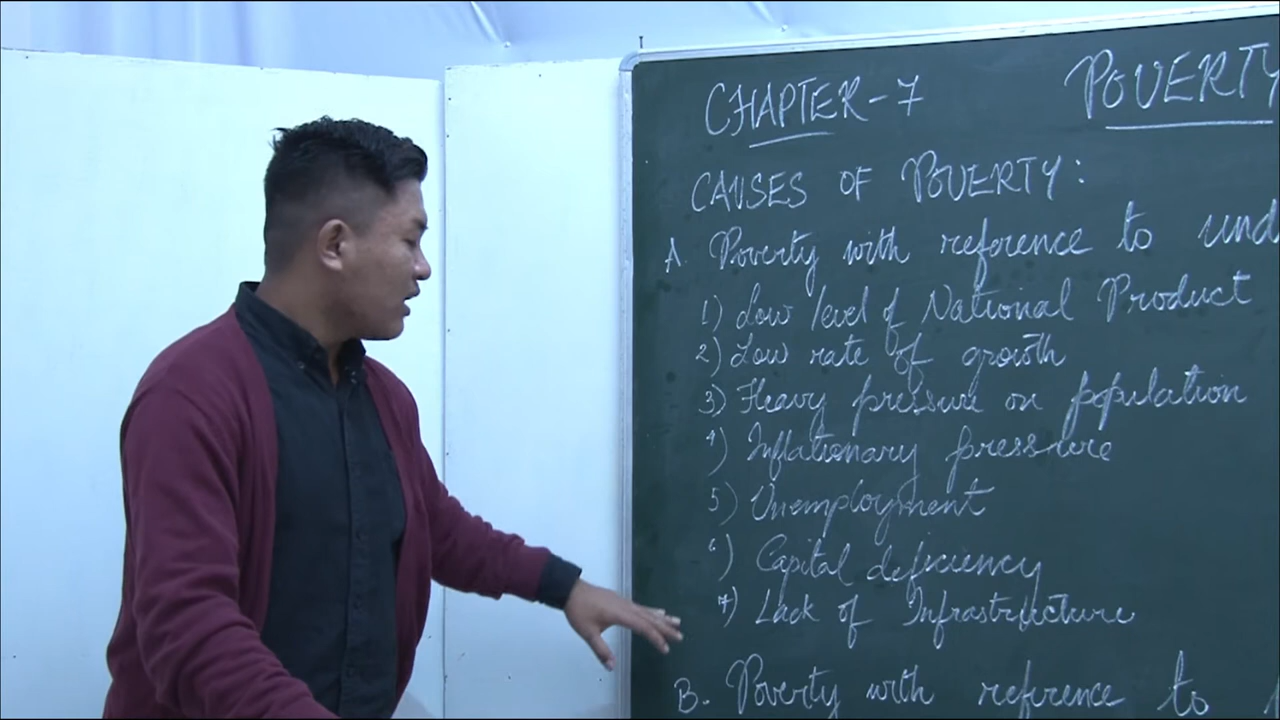 CHAPTER-7 POVERTY
CAUSES OF POVERTY:
A. Poverty with reference to und
1) Low level of National Product
2) Low rate of growth
3) Heavy pressure on population
4) Inflationary pressure
5) Unemployment
6) Capital deficiency
7) Lack of Infrastructure
B. Poverty with reference to